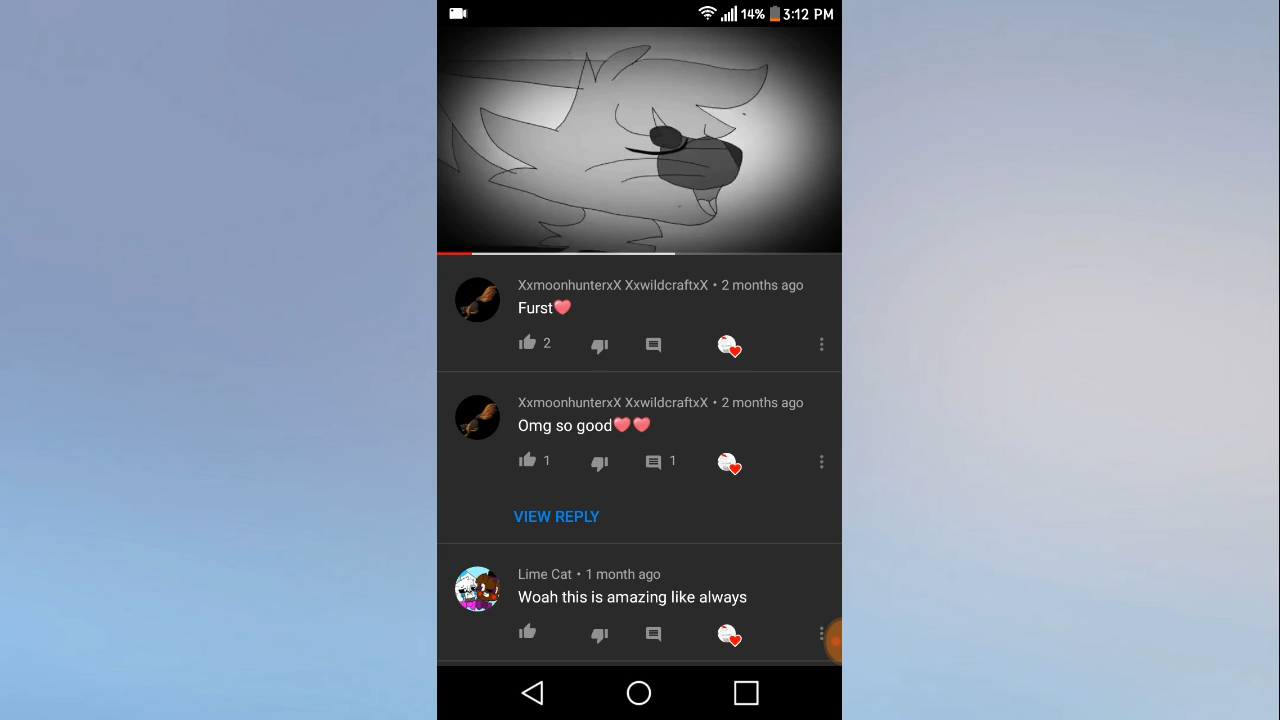 14% 3:12 PM
XxmoonhunterxX XxwildcraftxX • 2 months ago
Furst❤
2
XxmoonhunterxX XxwildcraftxX • 2 months ago
Omg so good❤❤
1 1
VIEW REPLY
Lime Cat • 1 month ago
Woah this is amazing like always